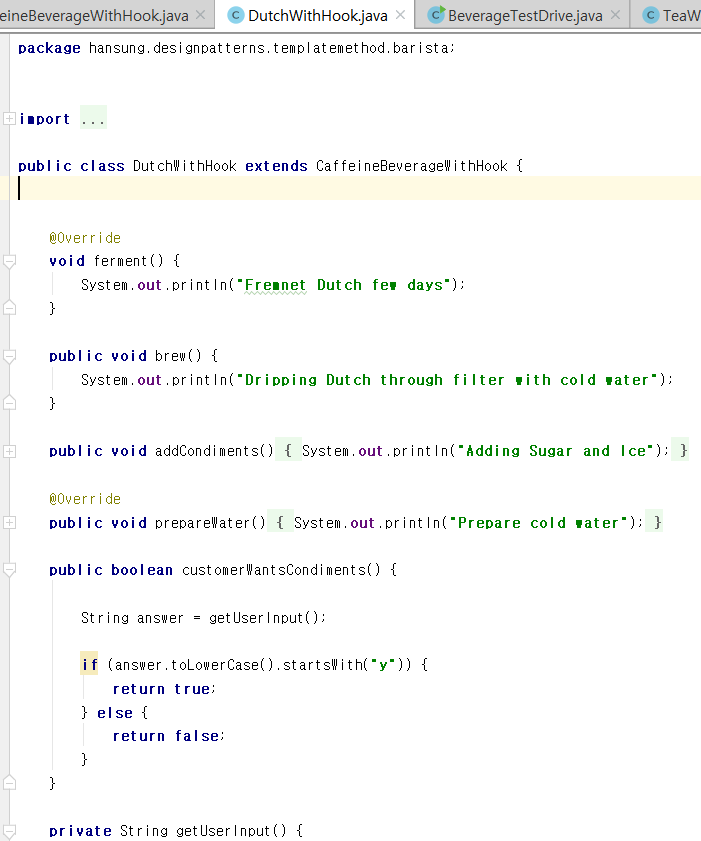 eineBeverageWithHook.java × DutchWithHook.java × BeverageTestDrive.java × TeaW
package hansung.designpatterns.templatemethod.barista;
import ...
public class DutchWithHook extends CaffeineBeverageWithHook {
@Override
void ferment() {
System.out.println("Fremnet Dutch few days");
}
public void brew() {
System.out.println("Dripping Dutch through filter with cold water");
}
public void addCondiments() { System.out.println("Adding Sugar and Ice"); }
@Override
public void prepareWater() { System.out.println("Prepare cold water"); }
public boolean customerWantsCondiments() {
String answer = getUserInput();
if (answer.toLowerCase().startsWith("y")) {
return true;
} else {
return false;
}
}
private String getUserInput() {